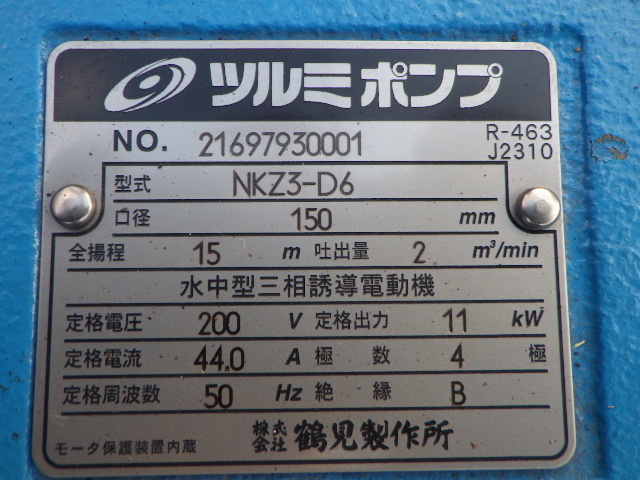 ツルミポンプ
NO. 21697930001 R-463
J2310
型式 NKZ3-D6
口径 150 mm
全揚程 15 m 吐出量 2 m³/min
水中型三相誘導電動機
定格電圧 200 V 定格出力 11 kW
定格電流 44.0 A 極数 4 極
定格周波数 50 Hz 絶縁 B
モータ保護装置内蔵 株式会社 鶴見製作所